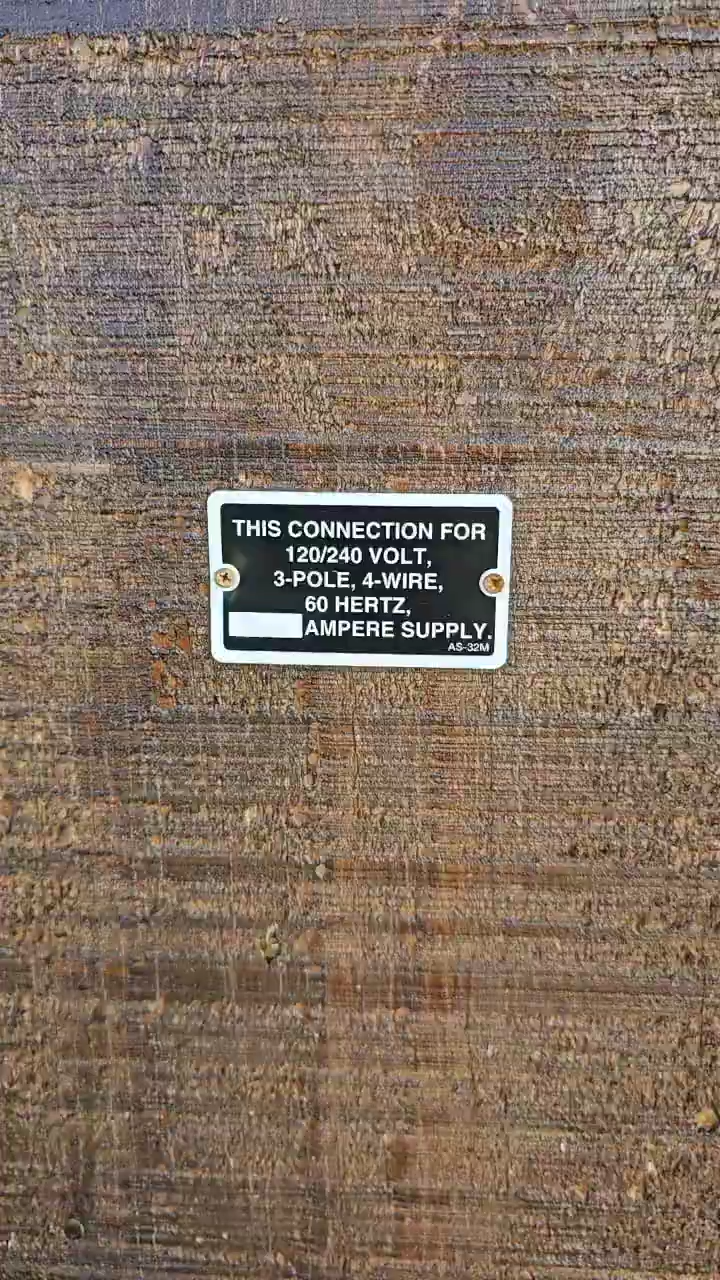 THIS CONNECTION FOR
120/240 VOLT,
3-POLE, 4-WIRE,
60 HERTZ,
AMPERE SUPPLY.
AS-32M